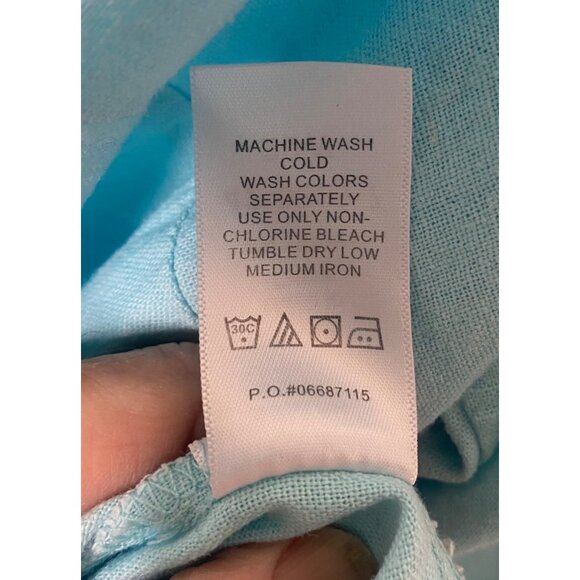 MACHINE WASH
COLD
WASH COLORS
SEPARATELY
USE ONLY NON-
CHLORINE BLEACH
TUMBLE DRY LOW
MEDIUM IRON
30C
P.O.#06687115